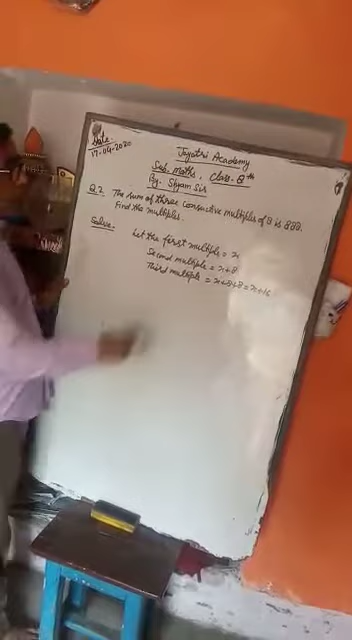 Date
17-04-2020
Jayatri Academy
Sub. maths. Class-8th
By. Shyam Sir
Q.2. The sum of three consecutive multiples of 8 is 888.
Find the multiples.
Solve. Let the first multiple = x
Second multiple = x+8
Third multiple = x+8+8 = x+16